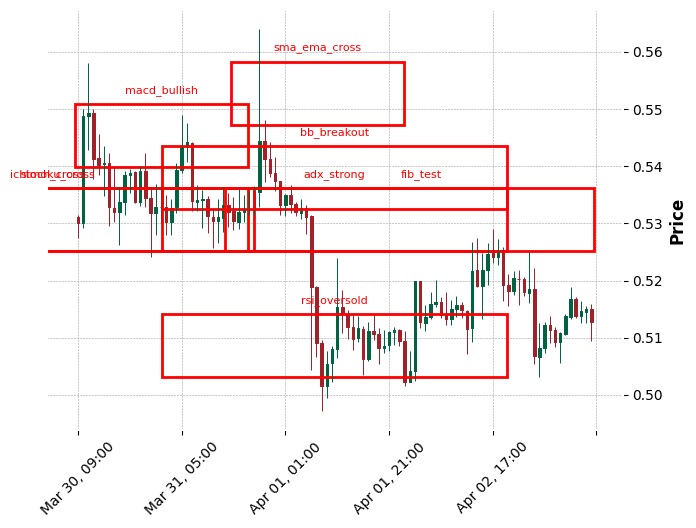 sma_ema_cross
macd_bullish
bb_breakout
stoch_cross
adx_strong
fib_test
rsi_oversold
0.56
0.55
0.54
0.53
0.52
0.51
0.50
Price
Mar 30, 09:00
Mar 31, 05:00
Apr 01, 01:00
Apr 01, 21:00
Apr 02, 17:00